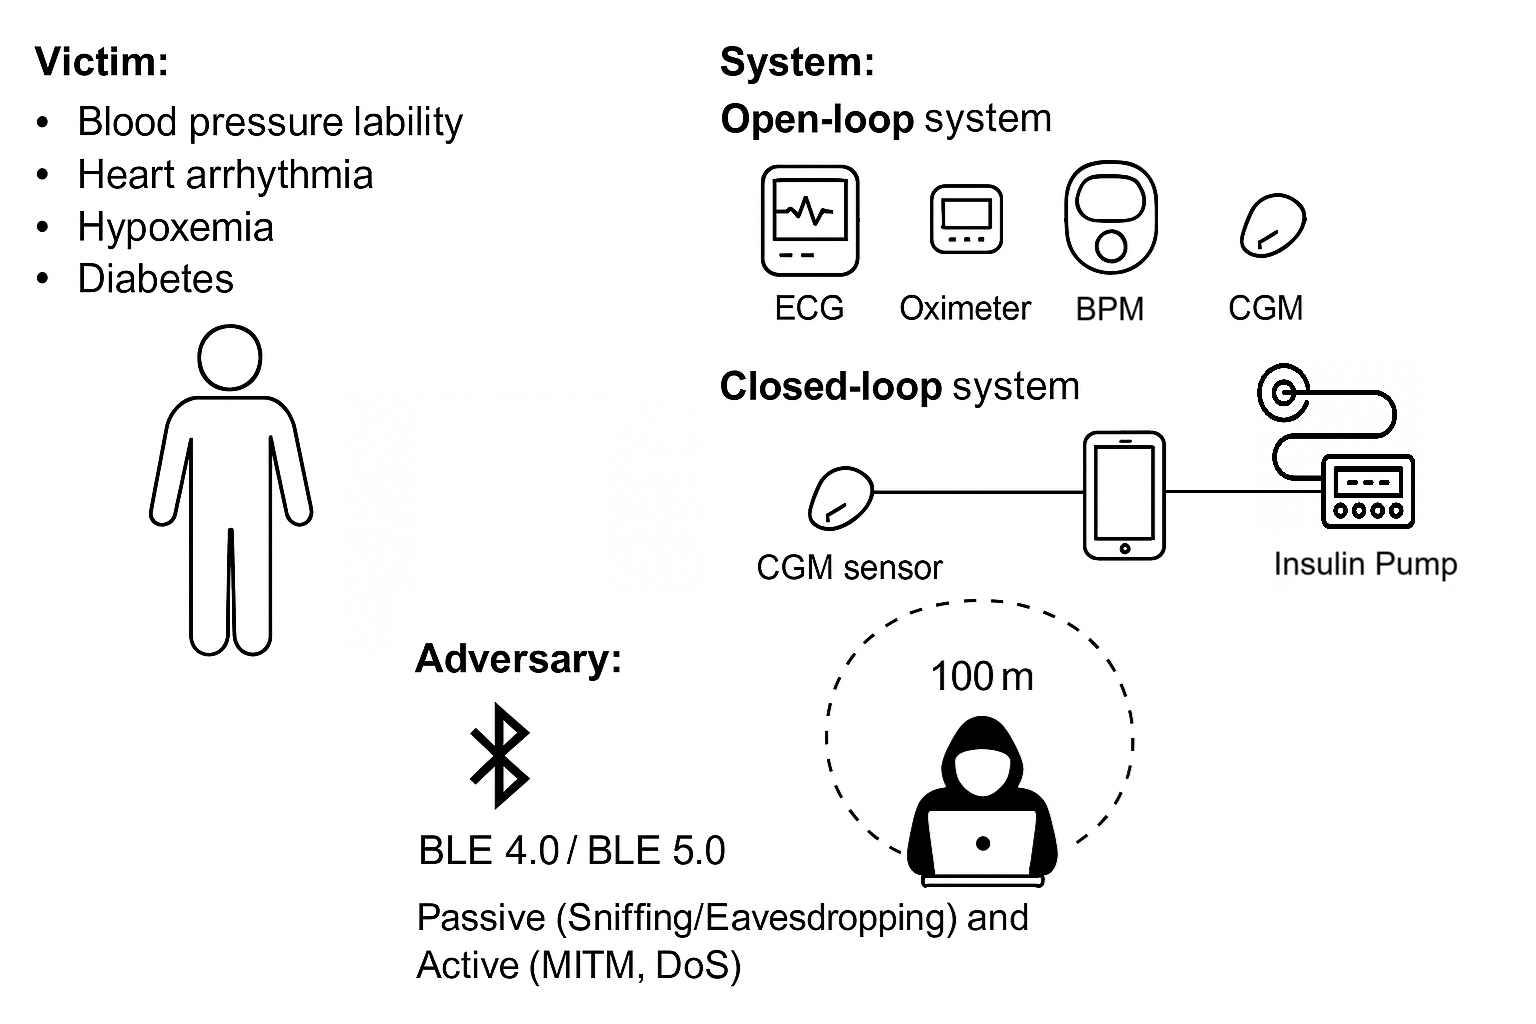 Victim:
• Blood pressure lability
• Heart arrhythmia
• Hypoxemia
• Diabetes
System:
Open-loop system
ECG
Oximeter
BPM
CGM
Closed-loop system
CGM sensor
Insulin Pump
Adversary:
100 m
BLE 4.0 / BLE 5.0
Passive (Sniffing/Eavesdropping) and
Active (MITM, DoS)